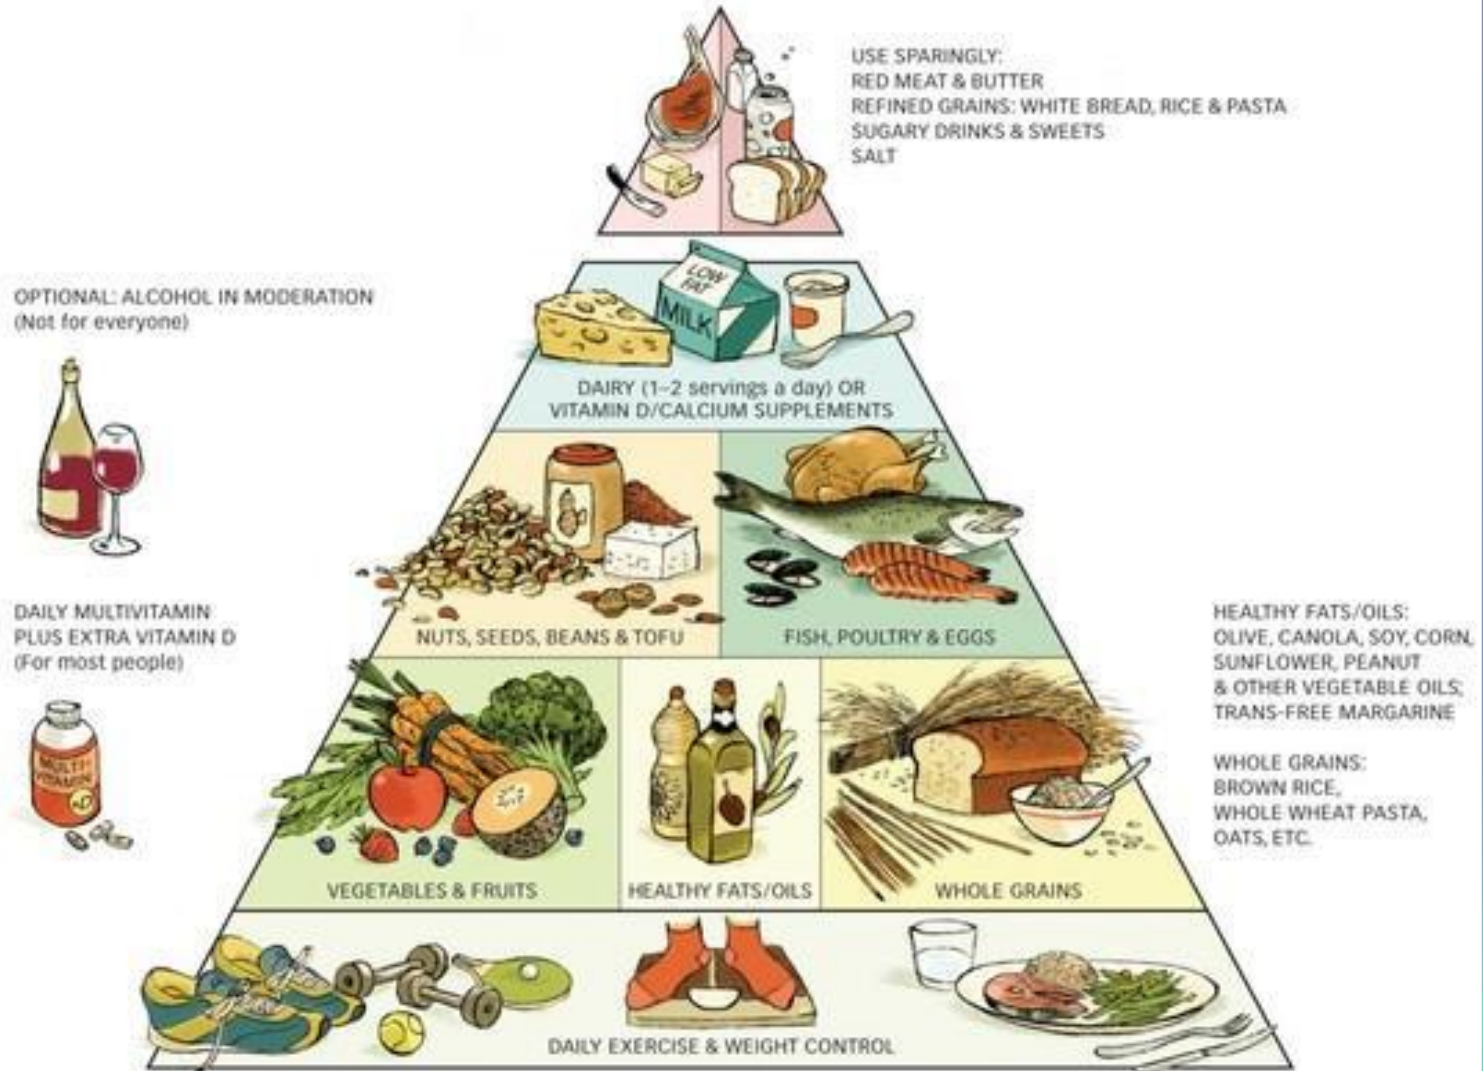 USE SPARINGLY:
RED MEAT & BUTTER
REFINED GRAINS: WHITE BREAD, RICE & PASTA
SUGARY DRINKS & SWEETS
SALT
OPTIONAL: ALCOHOL IN MODERATION
(Not for everyone)
LOW
FAT
MILK
DAIRY (1–2 servings a day) OR
VITAMIN D/CALCIUM SUPPLEMENTS
NUTS, SEEDS, BEANS & TOFU
FISH, POULTRY & EGGS
DAILY MULTIVITAMIN
PLUS EXTRA VITAMIN D
(For most people)
MULTI-
VITAMIN
+D
HEALTHY FATS/OILS:
OLIVE, CANOLA, SOY, CORN,
SUNFLOWER, PEANUT
& OTHER VEGETABLE OILS;
TRANS-FREE MARGARINE
WHOLE GRAINS:
BROWN RICE,
WHOLE WHEAT PASTA,
OATS, ETC.
VEGETABLES & FRUITS
HEALTHY FATS/OILS
WHOLE GRAINS
DAILY EXERCISE & WEIGHT CONTROL